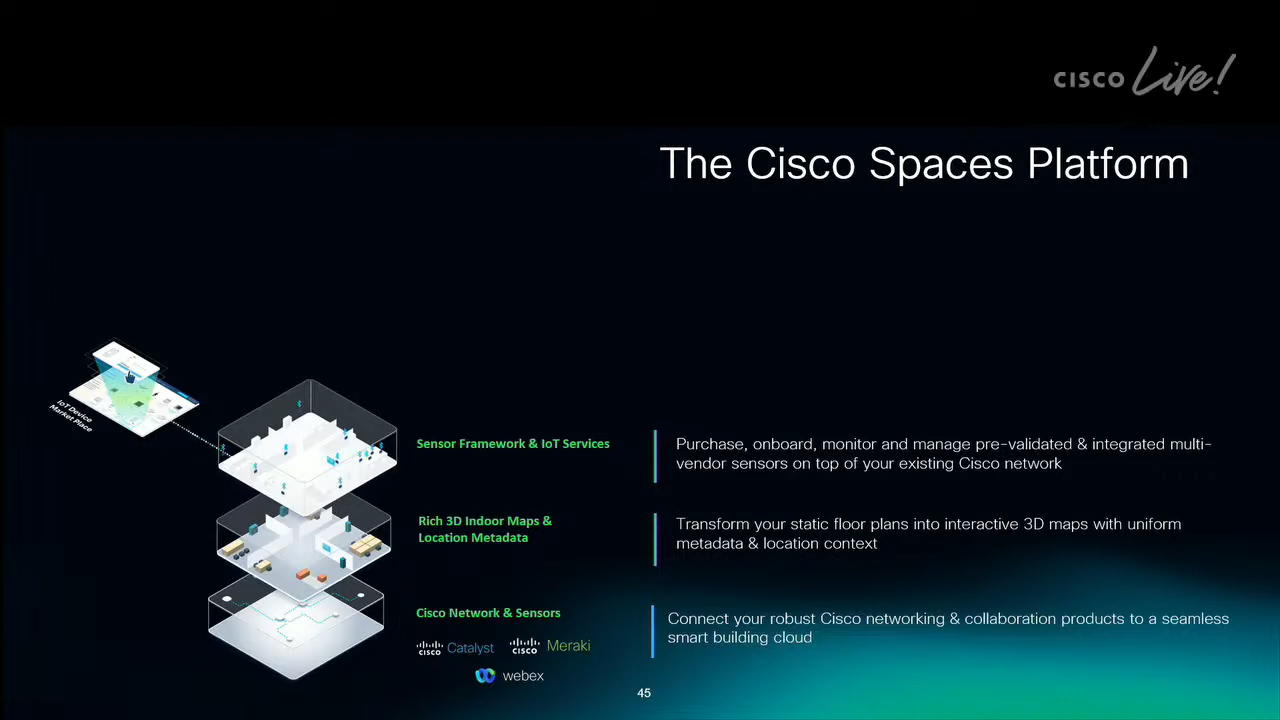 CISCO Live!
The Cisco Spaces Platform
IoT Device
Market Place
Sensor Framework & IoT Services
Purchase, onboard, monitor and manage pre-validated & integrated multi-
vendor sensors on top of your existing Cisco network
Rich 3D Indoor Maps &
Location Metadata
Transform your static floor plans into interactive 3D maps with uniform
metadata & location context
Cisco Network & Sensors
Connect your robust Cisco networking & collaboration products to a seamless
smart building cloud
CISCO Catalyst
CISCO Meraki
webex
45